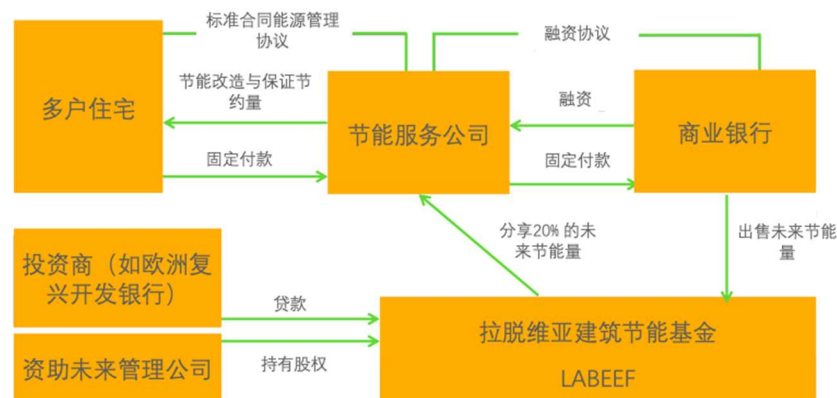 标准合同能源管理
协议
融资协议
多户住宅
节能改造与保证节
约量
固定付款
节能服务公司
融资
固定付款
商业银行
分享20% 的未
来节能量
出售未来节能
量
投资商（如欧洲复
兴开发银行）
贷款
资助未来管理公司
持有股权
拉脱维亚建筑节能基金
LABEEF